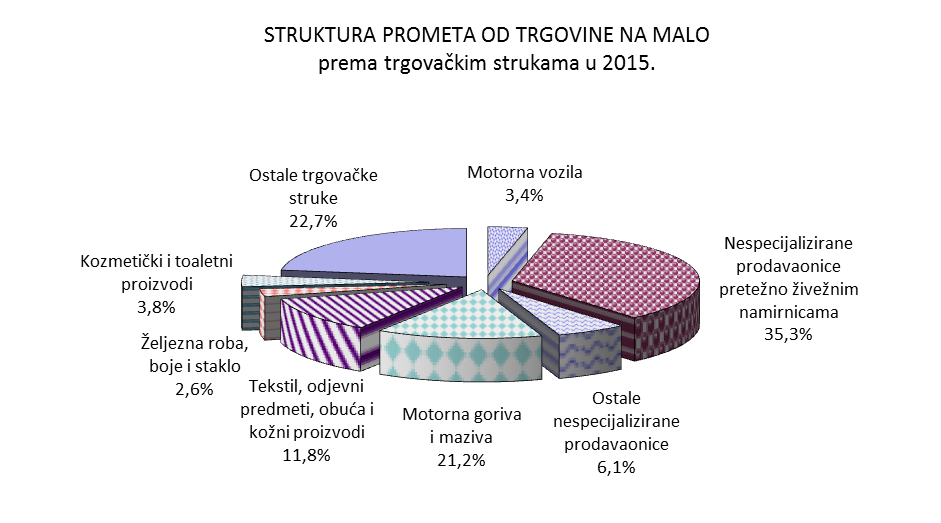 STRUKTURA PROMETA OD TRGOVINE NA MALO
prema trgovačkim strukama u 2015.
Motorna vozila
3,4%
Nespecijalizirane
prodavaonice
pretežno živežnim
namirnicama
35,3%
Ostale
nespecijalizirane
prodavaonice
6,1%
Motorna goriva
i maziva
21,2%
Tekstil, odjevni
predmeti, obuća i
kožni proizvodi
11,8%
Željezna roba,
boje i staklo
2,6%
Kozmetički i toaletni
proizvodi
3,8%
Ostale trgovačke
struke
22,7%